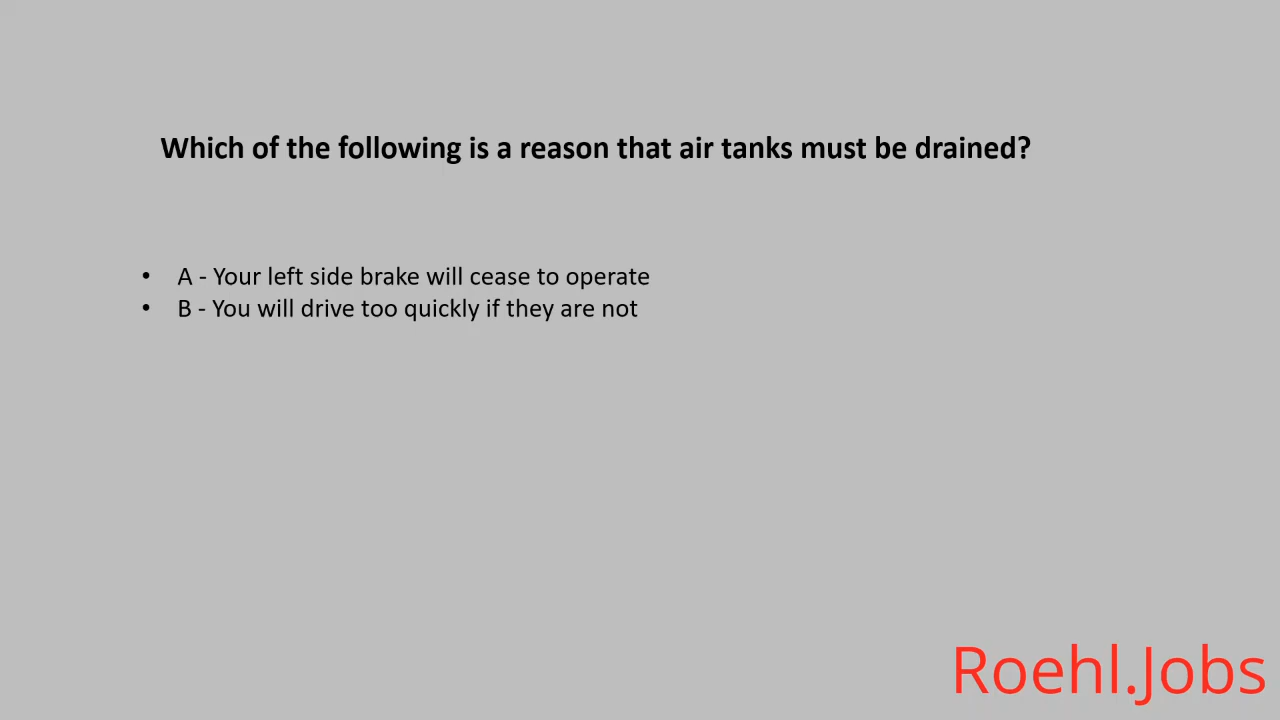 Which of the following is a reason that air tanks must be drained?
• A - Your left side brake will cease to operate
• B - You will drive too quickly if they are not
Roehl.Jobs